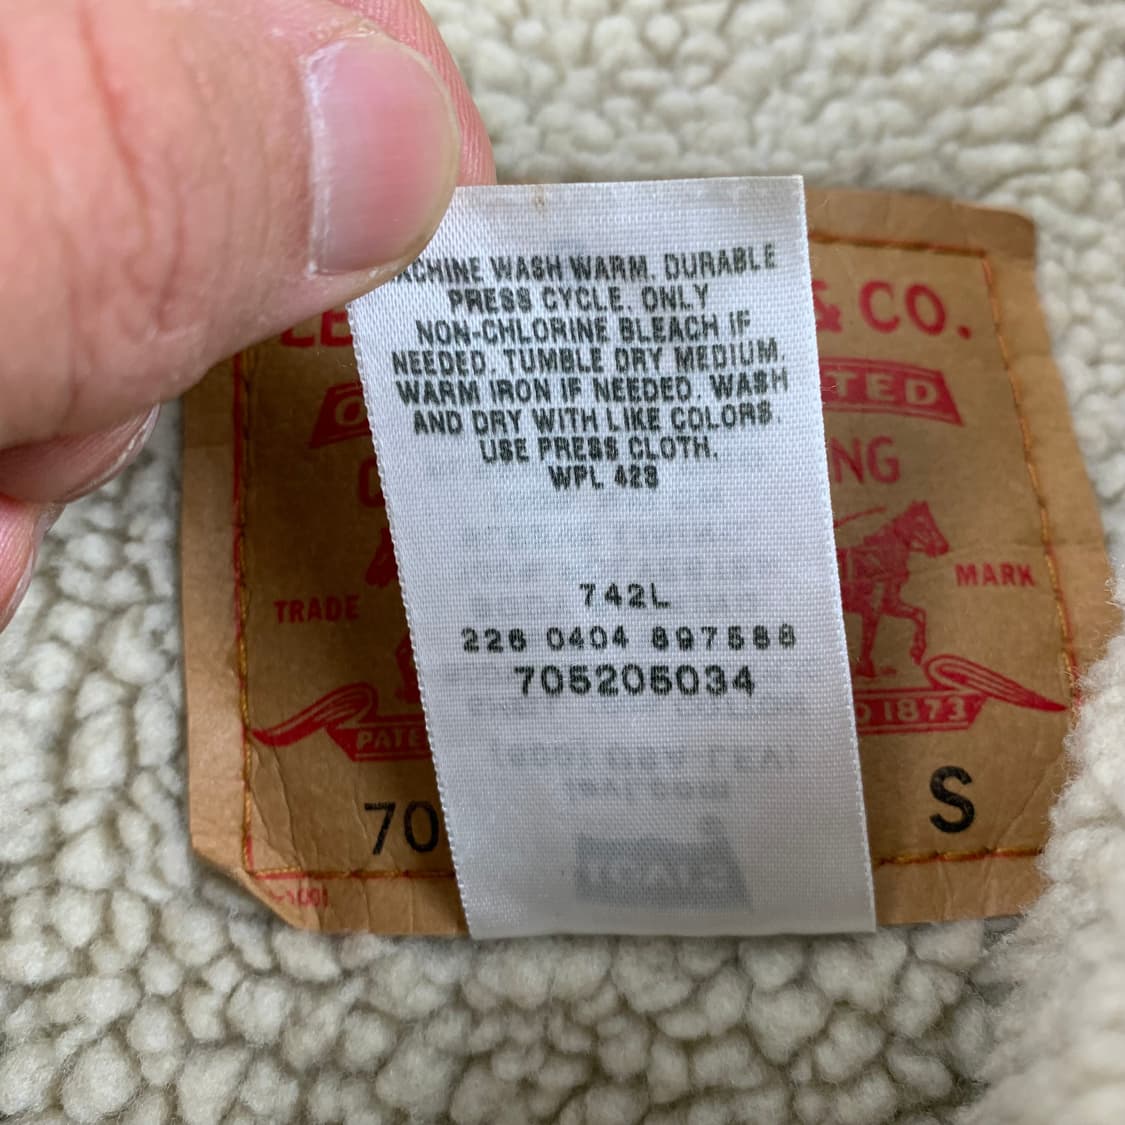 MACHINE WASH WARM. DURABLE
PRESS CYCLE. ONLY
NON-CHLORINE BLEACH IF
NEEDED. TUMBLE DRY MEDIUM.
WARM IRON IF NEEDED. WASH
AND DRY WITH LIKE COLORS.
USE PRESS CLOTH.
WPL 423
742L
226 0404 897588
705205034
LE & CO.
TED
NG
TRADE MARK
PATE D 1873
70 S